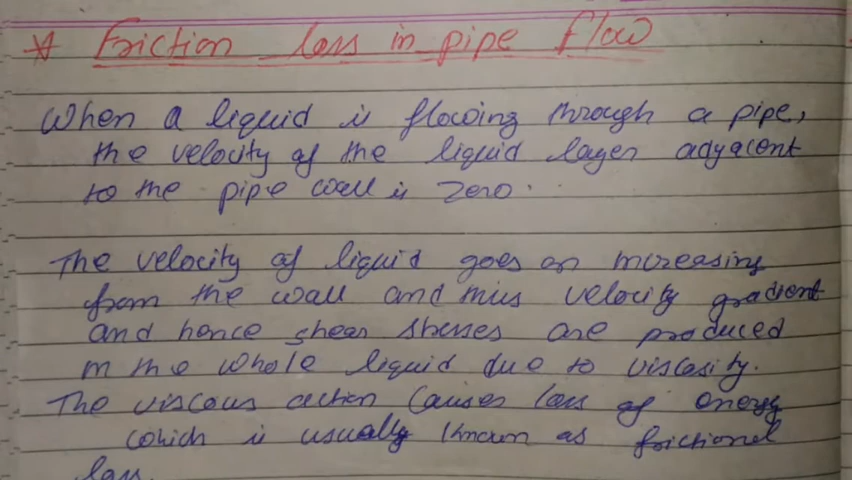 * Friction loss in pipe flow
When a liquid is flowing through a pipe,
the velocity of the liquid layer adyacent
to the pipe wall is zero.
The velocity of liquid goes on increasing
from the wall and thus velocity gradient
and hence shear stresses are produced
in the whole liquid due to viscosity.
The viscous action causes loss of energy
which is usually known as frictional
loss.